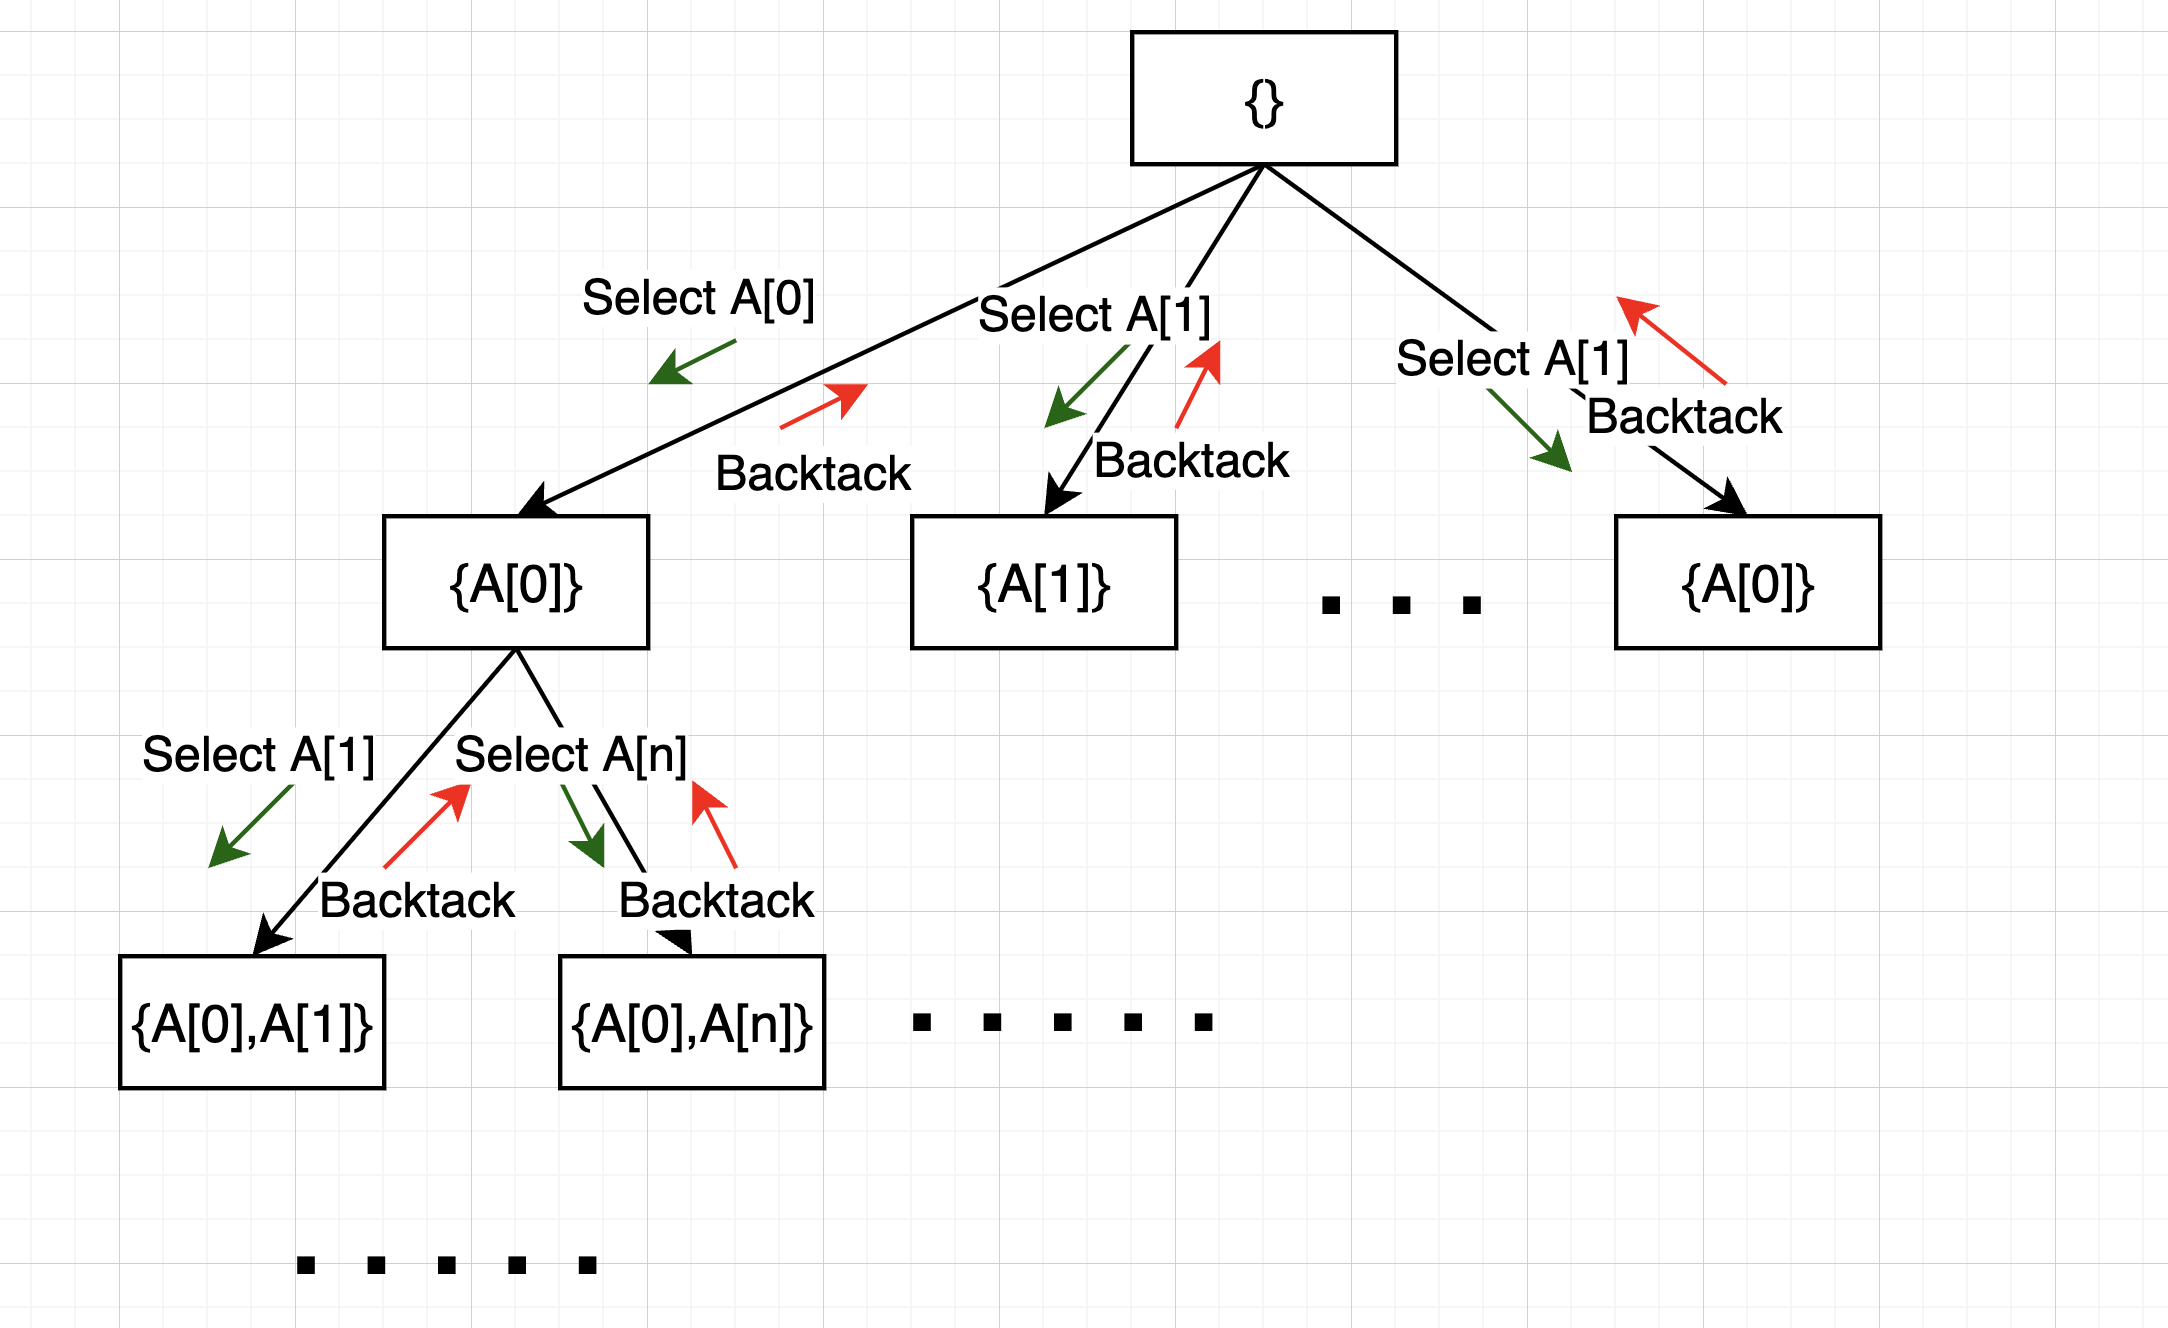 {}
Select A[0]
Select A[1]
Select A[1]
Backtack
Backtack
Backtack
{A[0]}
{A[1]}
. . .
{A[0]}
Select A[1]
Select A[n]
Backtack
Backtack
{A[0],A[1]}
{A[0],A[n]}
. . . . .
. . . . .